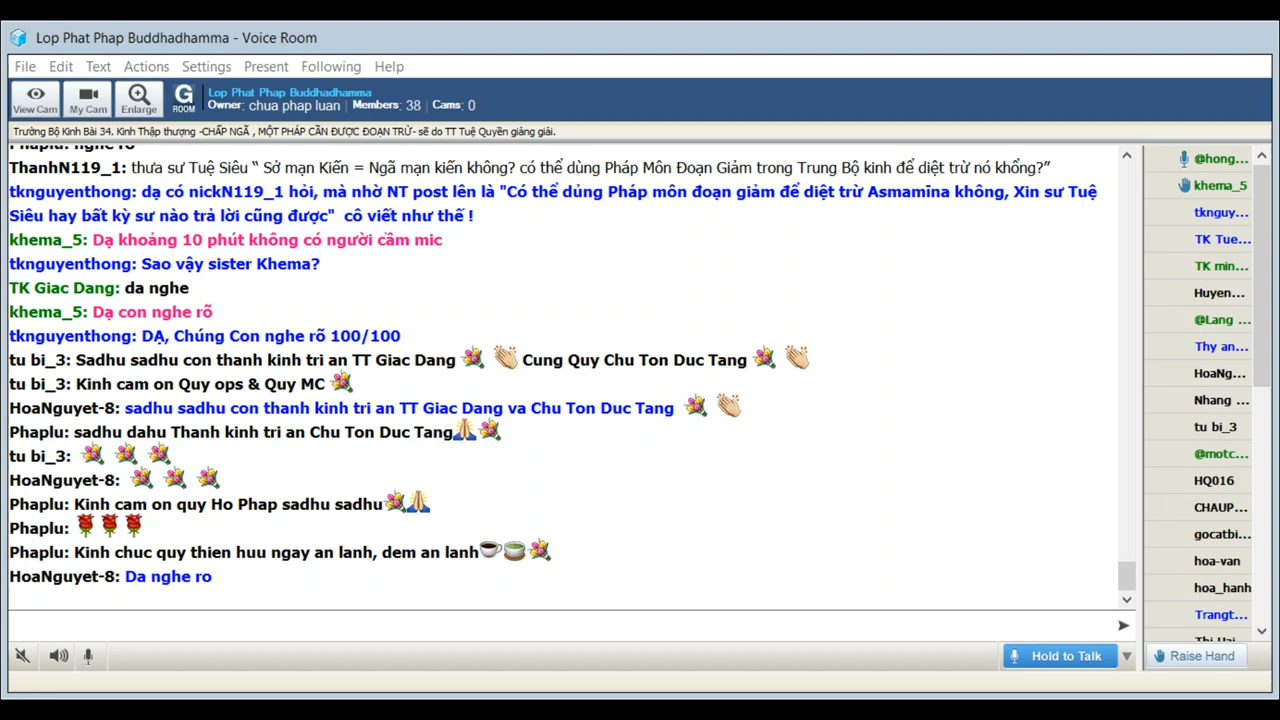 Lop Phat Phap Buddhadhamma - Voice Room
File Edit Text Actions Settings Present Following Help
View Cam My Cam Enlarge G ROOM Lop Phat Phap Buddhadhamma
Owner: chua phap luan | Members: 38 | Cams: 0
Trường Bộ Kinh Bài 34. Kinh Thập thượng -CHẤP NGÃ , MỘT PHÁP CẦN ĐƯỢC ĐOẠN TRỪ- sẽ do TT Tuệ Quyền giảng giải.
Phaplu: nghe ro
ThanhN119_1: thưa sư Tuệ Siêu “ Sở mạn Kiến = Ngã mạn kiến không? có thể dùng Pháp Môn Đoạn Giảm trong Trung Bộ kinh để diệt trừ nó khổng?”
tknguyenthong: dạ có nickN119_1 hỏi, mà nhờ NT post lên là "Có thể dủng Pháp môn đoạn giảm để diệt trừ Asmamīna không, Xin sư Tuệ
Siêu hay bất kỳ sư nào trả lời cũng được" cô viết như thế !
khema_5: Dạ khoảng 10 phút không có người cầm mic
tknguyenthong: Sao vậy sister Khema?
TK Giac Dang: da nghe
khema_5: Dạ con nghe rõ
tknguyenthong: DẠ, Chúng Con nghe rõ 100/100
tu bi_3: Sadhu sadhu con thanh kinh tri an TT Giac Dang Cung Quy Chu Ton Duc Tang
tu bi_3: Kinh cam on Quy ops & Quy MC
HoaNguyet-8: sadhu sadhu con thanh kinh tri an TT Giac Dang va Chu Ton Duc Tang
Phaplu: sadhu dahu Thanh kinh tri an Chu Ton Duc Tang
tu bi_3:
HoaNguyet-8:
Phaplu: Kinh cam on quy Ho Phap sadhu sadhu
Phaplu:
Phaplu: Kinh chuc quy thien huu ngay an lanh, dem an lanh
HoaNguyet-8: Da nghe ro
@hong...
khema_5
tknguy...
TK Tue...
TK min...
Huyen...
@Lang ...
Thy an...
HoaNg...
Nhang ...
tu bi_3
@motc...
HQ016
CHAUP...
gocatbi...
hoa-van
hoa_hanh
Trangt...
Thi Hai
Hold to Talk
Raise Hand